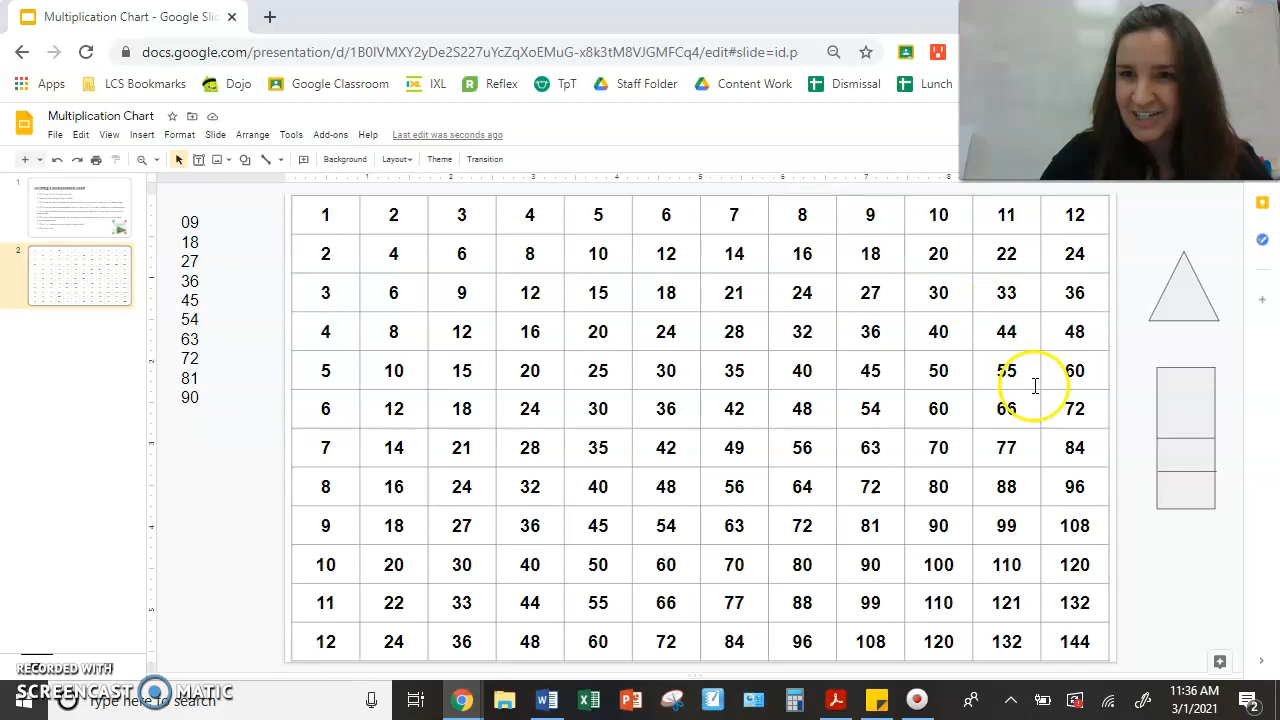 Multiplication Chart - Google Slid
docs.google.com/presentation/d/
Apps LCS Bookmarks Dojo Google Classroom IXL Reflex TpT Staff Folder Content Work Dismissal Lunch
Multiplication Chart
File Edit View Insert Format Slide Arrange Tools Add-ons Help Last edit was seconds ago
Background Layout Theme Transition
1 2 3 4 5 6 7 8 9 10 11 12
2 4 6 8 10 12 14 16 18 20 22 24
3 6 9 12 15 18 21 24 27 30 33 36
4 8 12 16 20 24 28 32 36 40 44 48
5 10 15 20 25 30 35 40 45 50 55 60
6 12 18 24 30 36 42 48 54 60 66 72
7 14 21 28 35 42 49 56 63 70 77 84
8 16 24 32 40 48 56 64 72 80 88 96
9 18 27 36 45 54 63 72 81 90 99 108
10 20 30 40 50 60 70 80 90 100 110 120
11 22 33 44 55 66 77 88 99 110 121 132
12 24 36 48 60 72 84 96 108 120 132 144
09
18
27
36
45
54
63
72
81
90
1
2
RECORDED WITH
SCREENCAST MATIC
Type here to search
11:36 AM
3/1/2021
2